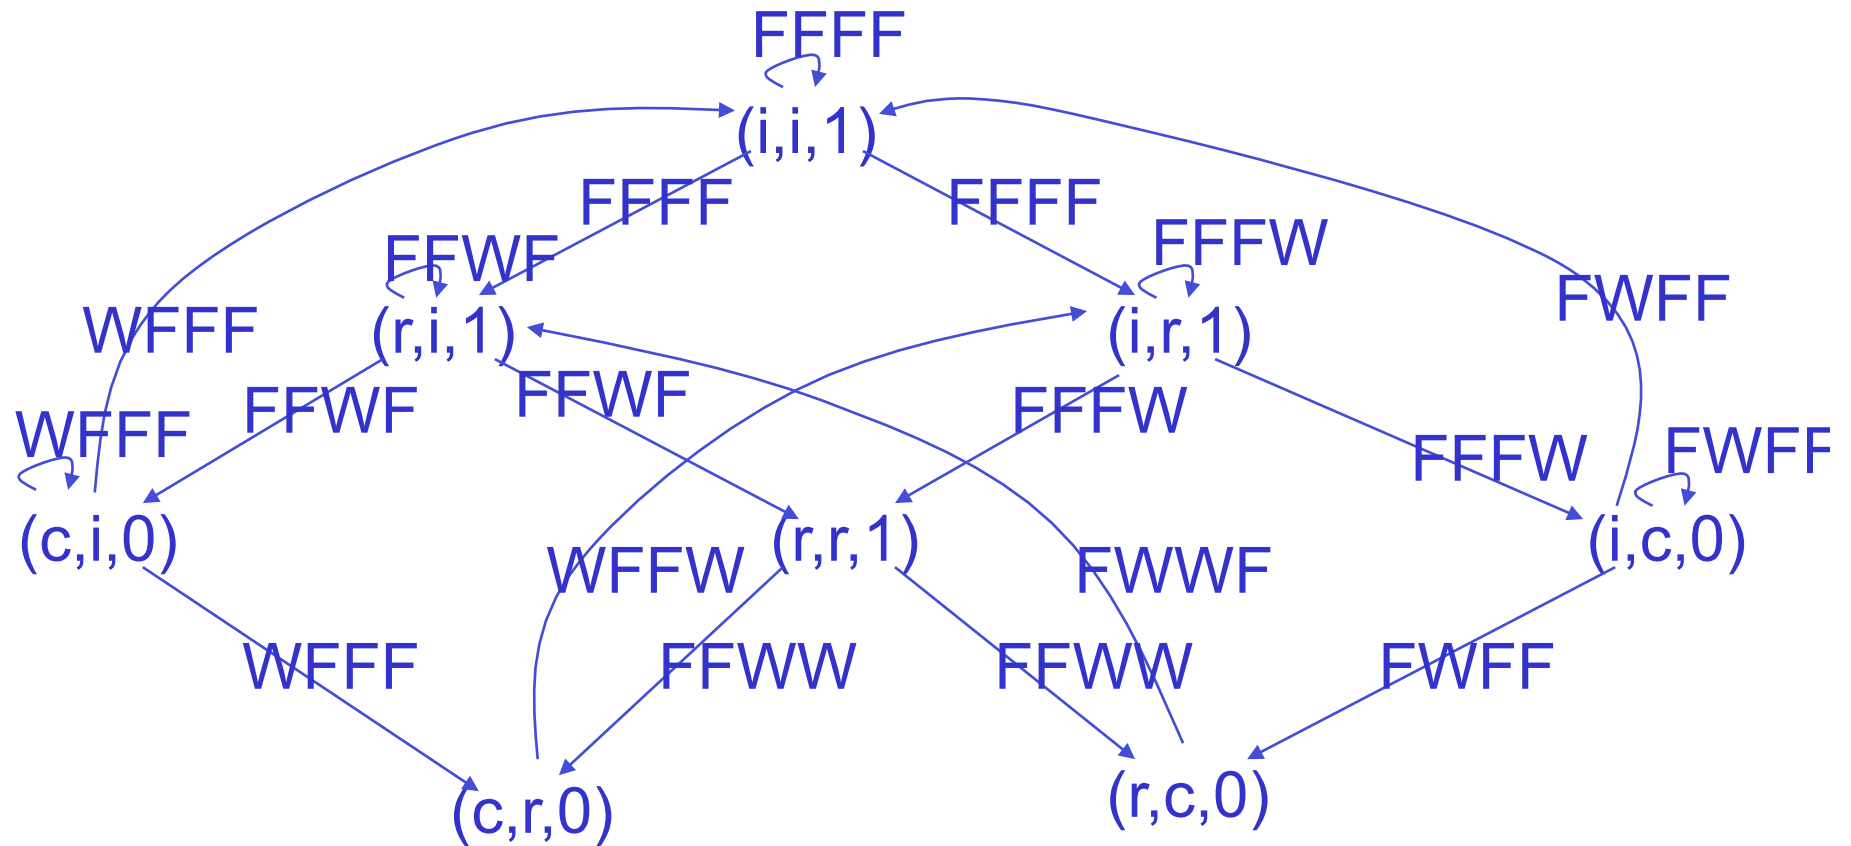 FFFF
(i,i,1)
FFFF FFFF
FFWF FFFW
WFFF (r,i,1) (i,r,1) FWFF
WFFF FFWF FFWF FFFW FFFW FWFF
(c,i,0) (r,r,1) (i,c,0)
WFFW FWWF
WFFF FFWW FFWW FWFF
(c,r,0) (r,c,0)